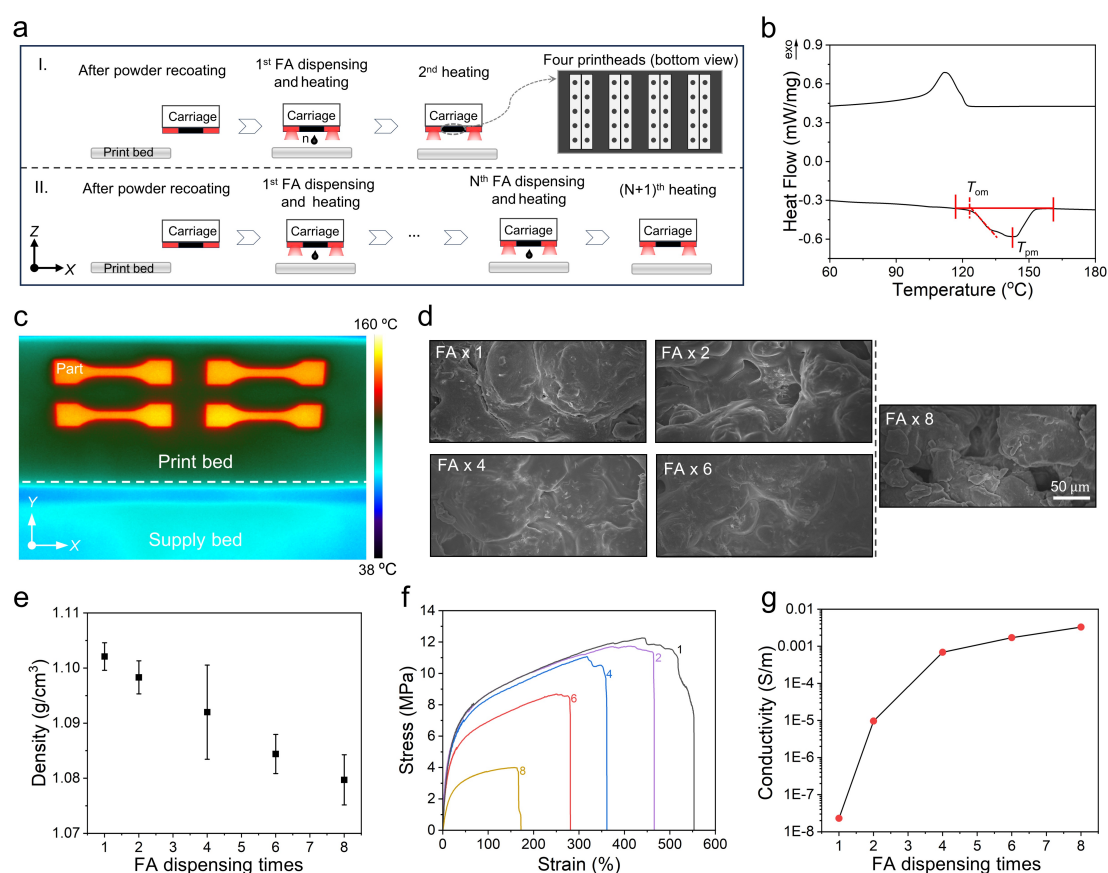 a
I.
After powder recoating
1st FA dispensing
and heating
2nd heating
Four printheads (bottom view)
Carriage
Carriage
Carriage
n
Print bed
II.
After powder recoating
1st FA dispensing
and heating
Nth FA dispensing
and heating
(N+1)th heating
Carriage
Carriage
...
Carriage
Carriage
Z
X
Print bed
b
exo
Heat Flow (mW/mg)
0.9
0.6
0.3
0.0
-0.3
-0.6
Tom
Tpm
60
90
120
150
180
Temperature (oC)
c
160 ºC
Part
Print bed
Y
X
Supply bed
38 ºC
d
FA x 1
FA x 2
FA x 4
FA x 6
FA x 8
50 μm
e
Density (g/cm3)
1.11
1.10
1.09
1.08
1.07
1 2 3 4 5 6 7 8
FA dispensing times
f
Stress (MPa)
14
12
10
8
6
4
2
0
1
2
4
6
8
0 100 200 300 400 500 600
Strain (%)
g
Conductivity (S/m)
0.01
0.001
1E-4
1E-5
1E-6
1E-7
1E-8
1 2 3 4 5 6 7 8
FA dispensing times